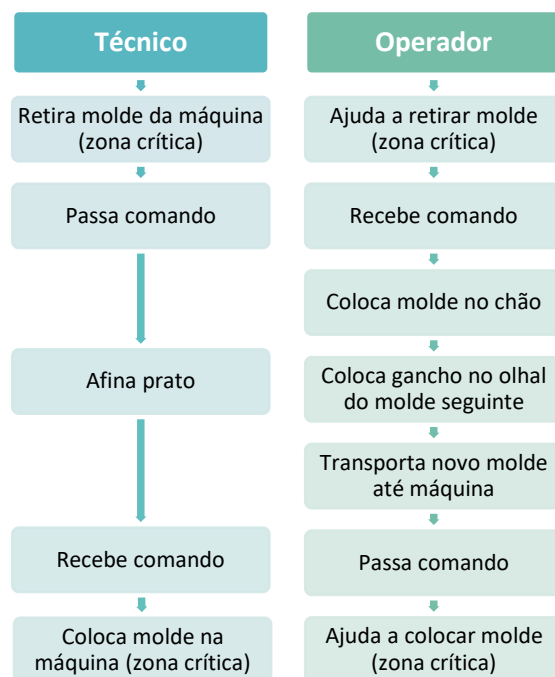 Técnico
Retira molde da máquina
(zona crítica)
Passa comando
Afina prato
Recebe comando
Coloca molde na
máquina (zona crítica)
Operador
Ajuda a retirar molde
(zona crítica)
Recebe comando
Coloca molde no chão
Coloca gancho no olhal
do molde seguinte
Transporta novo molde
até máquina
Passa comando
Ajuda a colocar molde
(zona crítica)